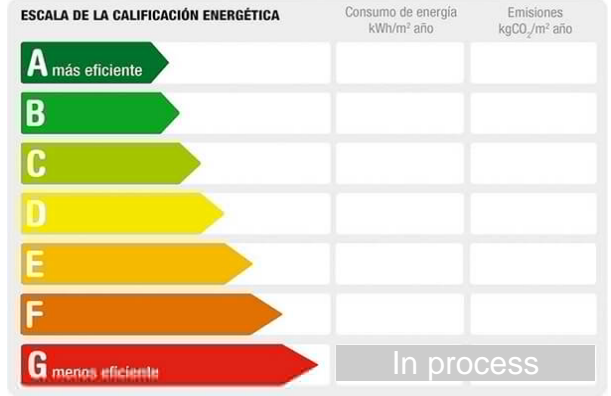 ESCALA DE LA CALIFICACIÓN ENERGÉTICA
Consumo de energía
kWh/m² año
Emisiones
kgCO₂/m² año
A más eficiente
B
C
D
E
F
G menos eficiente
In process